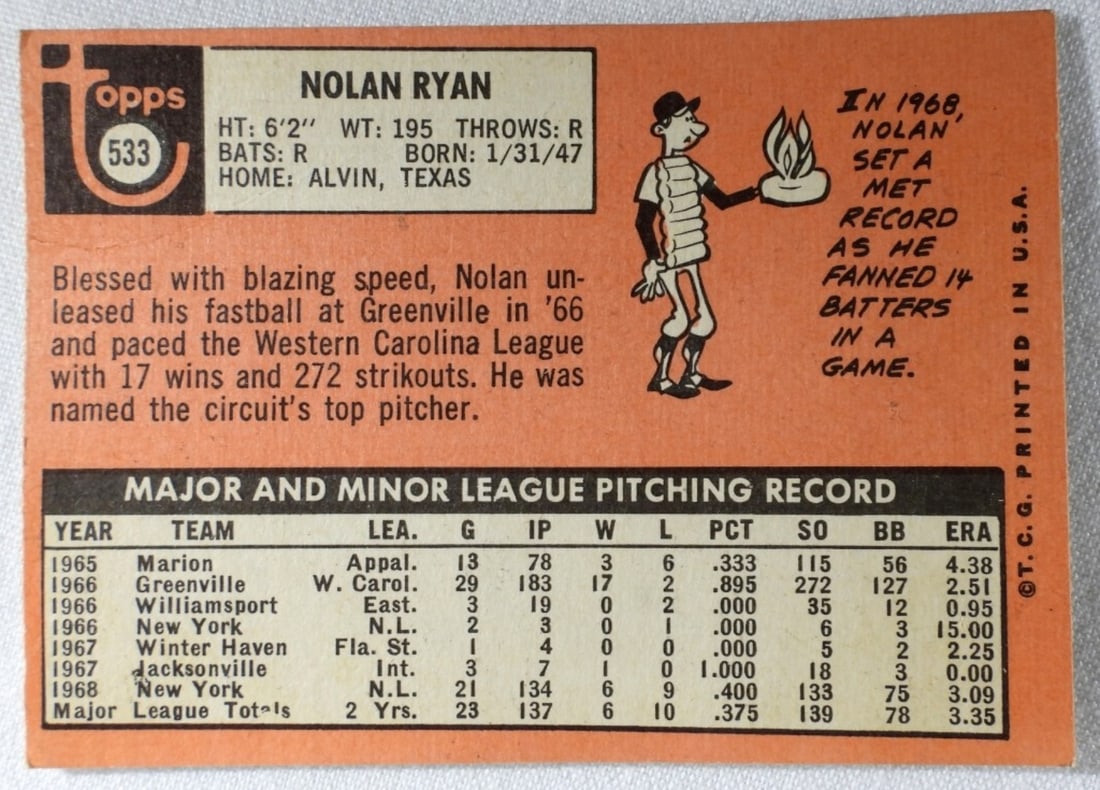 topps
533
NOLAN RYAN
HT: 6'2" WT: 195 THROWS: R
BATS: R BORN: 1/31/47
HOME: ALVIN, TEXAS
Blessed with blazing speed, Nolan un-
leased his fastball at Greenville in '66
and paced the Western Carolina League
with 17 wins and 272 strikouts. He was
named the circuit's top pitcher.
IN 1968,
NOLAN
SET A
MET
RECORD
AS HE
FANNED 14
BATTERS
IN A
GAME.
©T. C. G. PRINTED IN U.S.A.
MAJOR AND MINOR LEAGUE PITCHING RECORD
YEAR TEAM LEA. G IP W L PCT SO BB ERA
1965 Marion Appal. 13 78 3 6 .333 115 56 4.38
1966 Greenville W. Carol. 29 183 17 2 .895 272 127 2.51
1966 Williamsport East. 3 19 0 2 .000 35 12 0.95
1966 New York N.L. 2 3 0 1 .000 6 3 15.00
1967 Winter Haven Fla. St. 1 4 0 0 .000 5 2 2.25
1967 Jacksonville Int. 3 7 1 0 1.000 18 3 0.00
1968 New York N.L. 21 134 6 9 .400 133 75 3.09
Major League Totals 2 Yrs. 23 137 6 10 .375 139 78 3.35